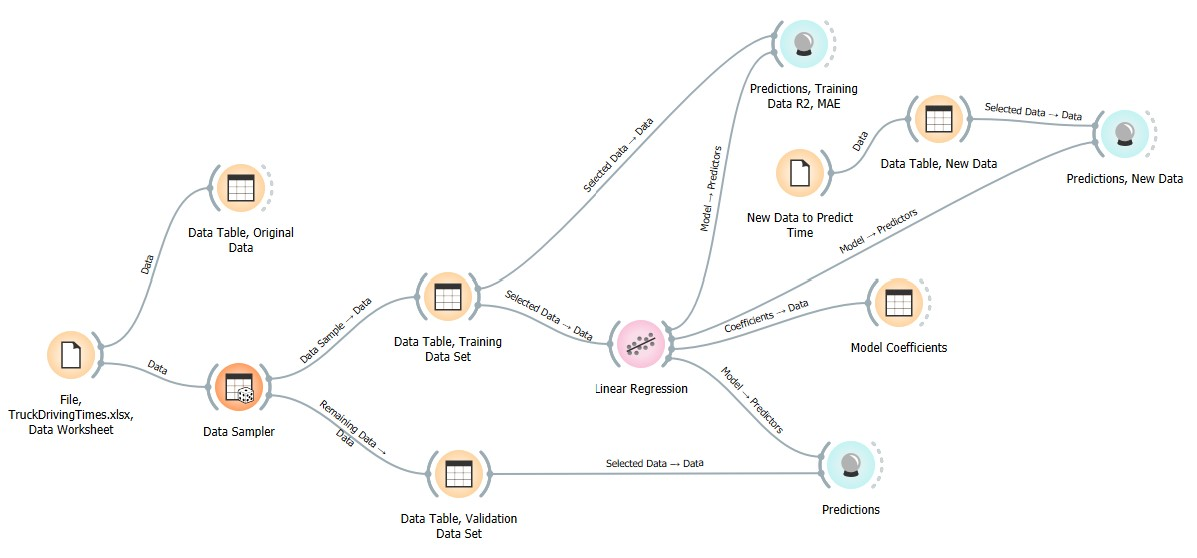 Predictions, Training
Data R2, MAE
Selected Data → Data
Model → Predictors
Data
Data Table, New Data
Selected Data → Data
Predictions, New Data
New Data to Predict
Time
Model → Predictors
Data Table, Original
Data
Data
File,
TruckDrivingTimes.xlsx,
Data Worksheet
Data
Data Sampler
Data Sample → Data
Data Table, Training
Data Set
Selected Data → Data
Linear Regression
Coefficients → Data
Model Coefficients
Remaining Data →
Data
Data Table, Validation
Data Set
Selected Data → Data
Model → Predictors
Predictions